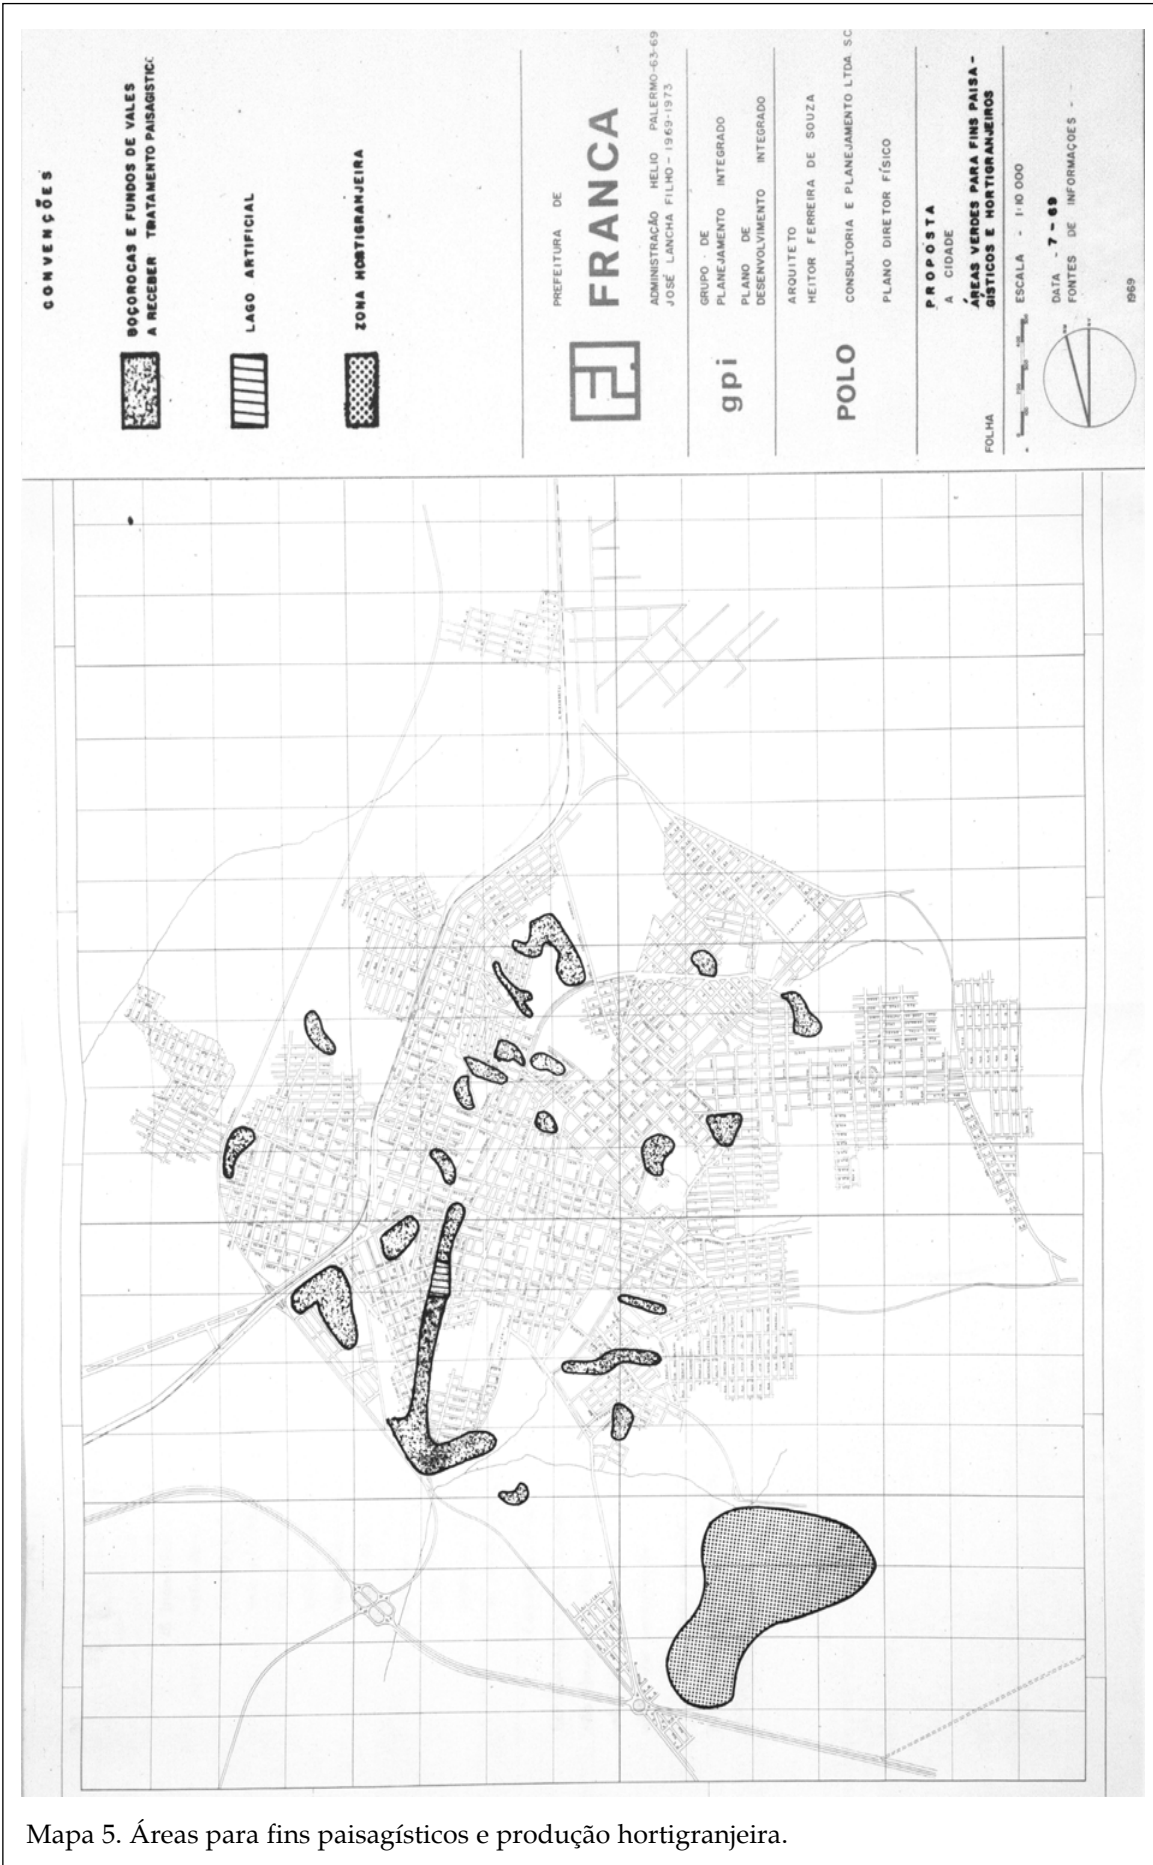 CONVENÇÕES
BOÇOROCAS E FUNDOS DE VALES
A RECEBER TRATAMENTO PAISAGISTICO
LAGO ARTIFICIAL
ZONA HORTIGRANJEIRA
PREFEITURA DE
FRANCA
ADMINISTRAÇÃO HELIO PALERMO-63-69
JOSÉ LANCHA FILHO-1969-1973
gpi
GRUPO - DE
PLANEJAMENTO INTEGRADO
PLANO DE
DESENVOLVIMENTO INTEGRADO
ARQUITETO
HEITOR FERREIRA DE SOUZA
POLO
CONSULTORIA E PLANEJAMENTO LTDA. SC
PLANO DIRETOR FÍSICO
PROPOSTA
A CIDADE
ÁREAS VERDES PARA FINS PAISA-
GÍSTICOS E HORTIGRANJEIROS
FOLHA
ESCALA - 1:10 000
DATA - 7 - 69
FONTES DE INFORMAÇOES -
1969
Mapa 5. Áreas para fins paisagísticos e produção hortigranjeira.